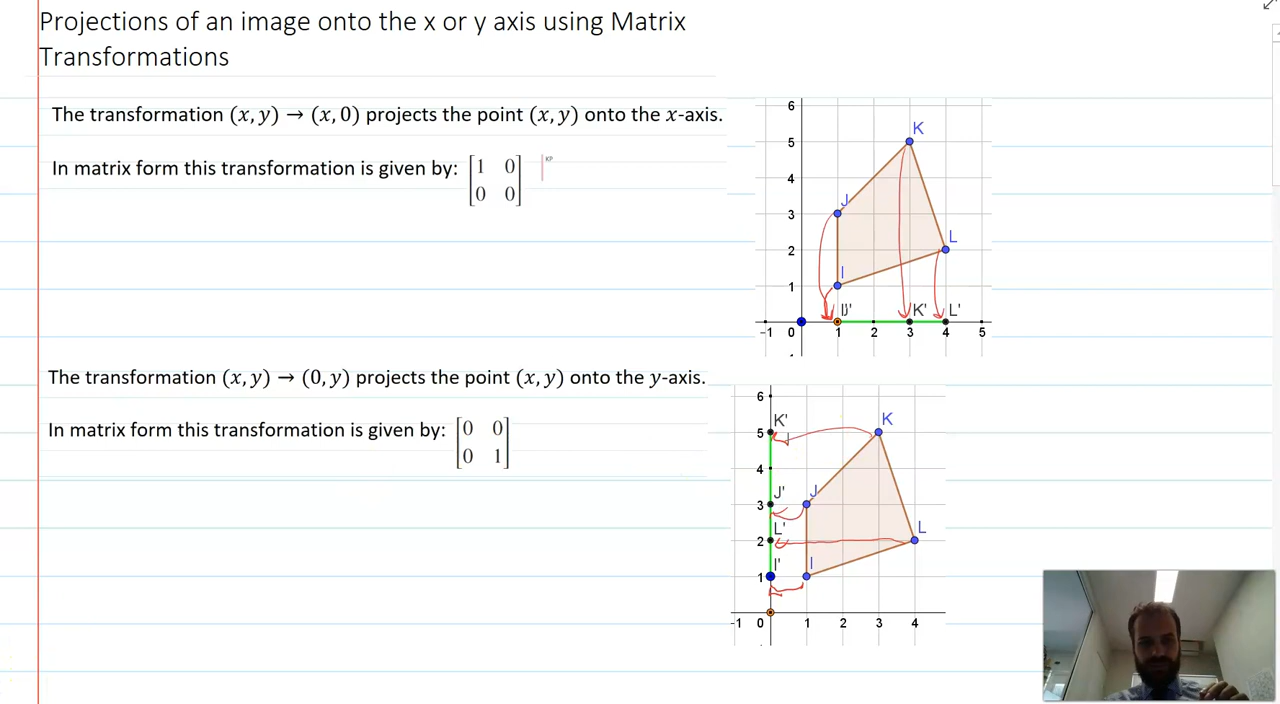 Projections of an image onto the x or y axis using Matrix
Transformations
The transformation (x, y) → (x, 0) projects the point (x, y) onto the x-axis.
In matrix form this transformation is given by: [1 0
0 0]
KP
6
5
4
3
2
1
K
J
L
I
K'
L'
-1 0 1 2 3 4 5
The transformation (x, y) → (0, y) projects the point (x, y) onto the y-axis.
In matrix form this transformation is given by: [0 0
0 1]
6
K' K
5
4
J' J
3
L' L
2
I' I
1
-1 0 1 2 3 4